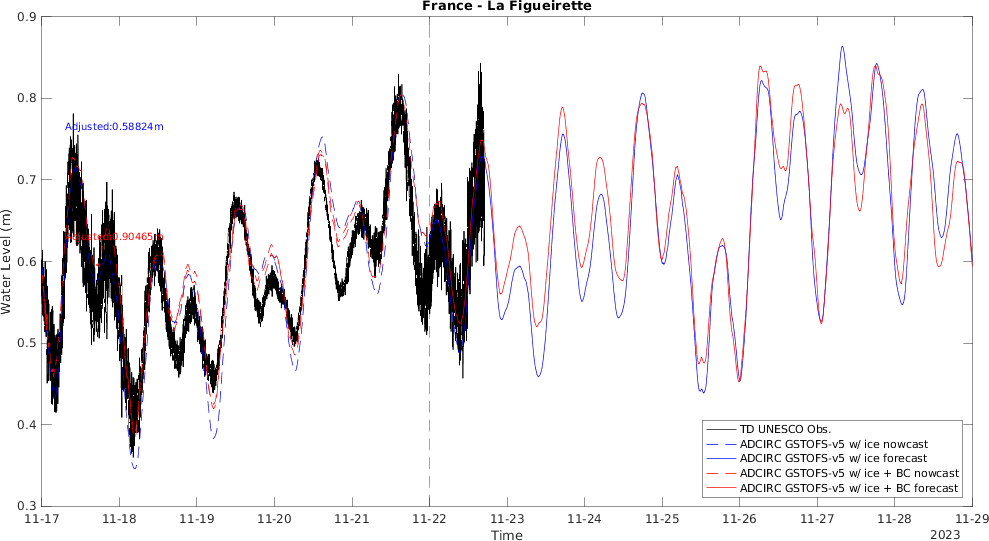 France - La Figueirette
Water Level (m)
0.9
0.8
0.7
0.6
0.5
0.4
0.3
Adjusted:0.58824m
Adjusted:0.90465m
TD UNESCO Obs.
ADCIRC GSTOFS-v5 w/ ice nowcast
ADCIRC GSTOFS-v5 w/ ice forecast
ADCIRC GSTOFS-v5 w/ ice + BC nowcast
ADCIRC GSTOFS-v5 w/ ice + BC forecast
11-17 11-18 11-19 11-20 11-21 11-22 11-23 11-24 11-25 11-26 11-27 11-28 11-29
Time
2023